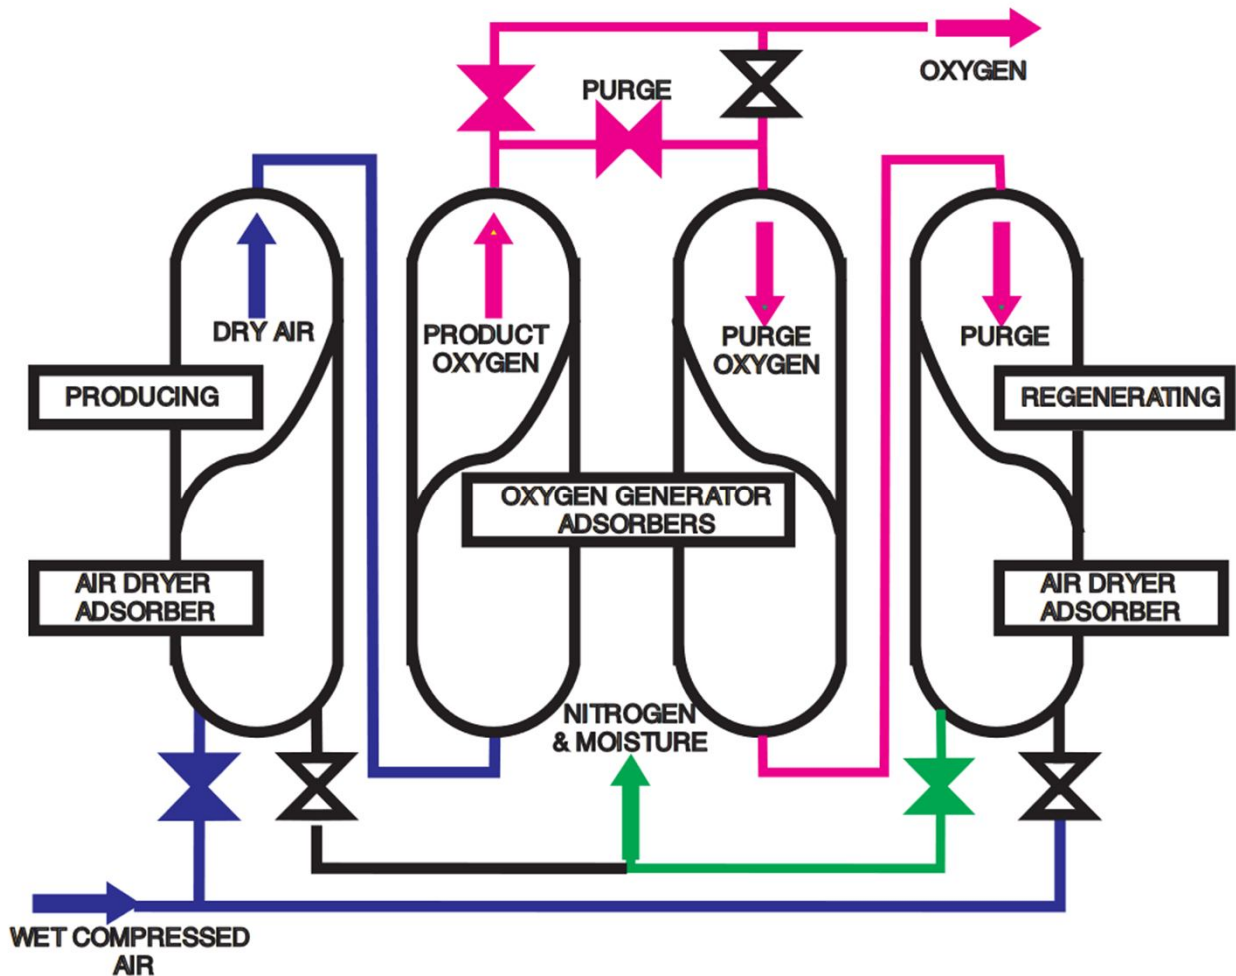 OXYGEN
PURGE
DRY AIR
PRODUCT
OXYGEN
PURGE
OXYGEN
PURGE
PRODUCING
REGENERATING
OXYGEN GENERATOR
ADSORBERS
AIR DRYER
ADSORBER
AIR DRYER
ADSORBER
NITROGEN
& MOISTURE
WET COMPRESSED
AIR